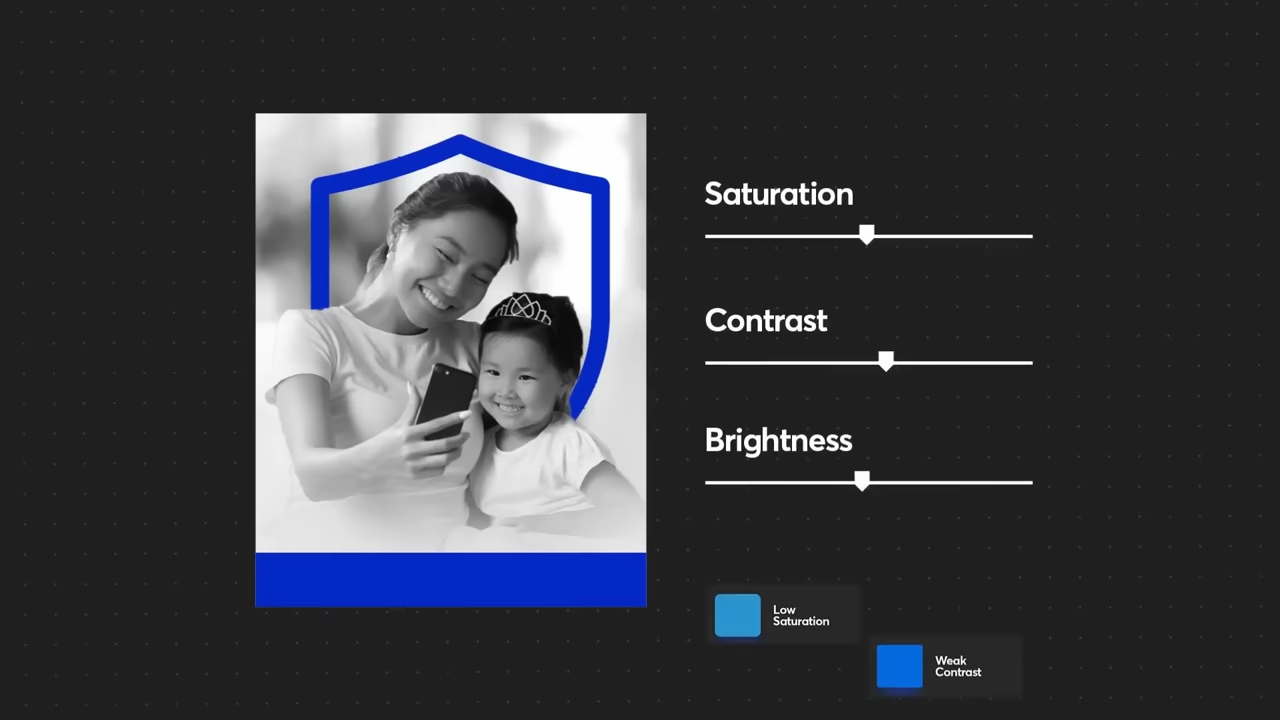 Saturation
Contrast
Brightness
Low
Saturation
Weak
Contrast